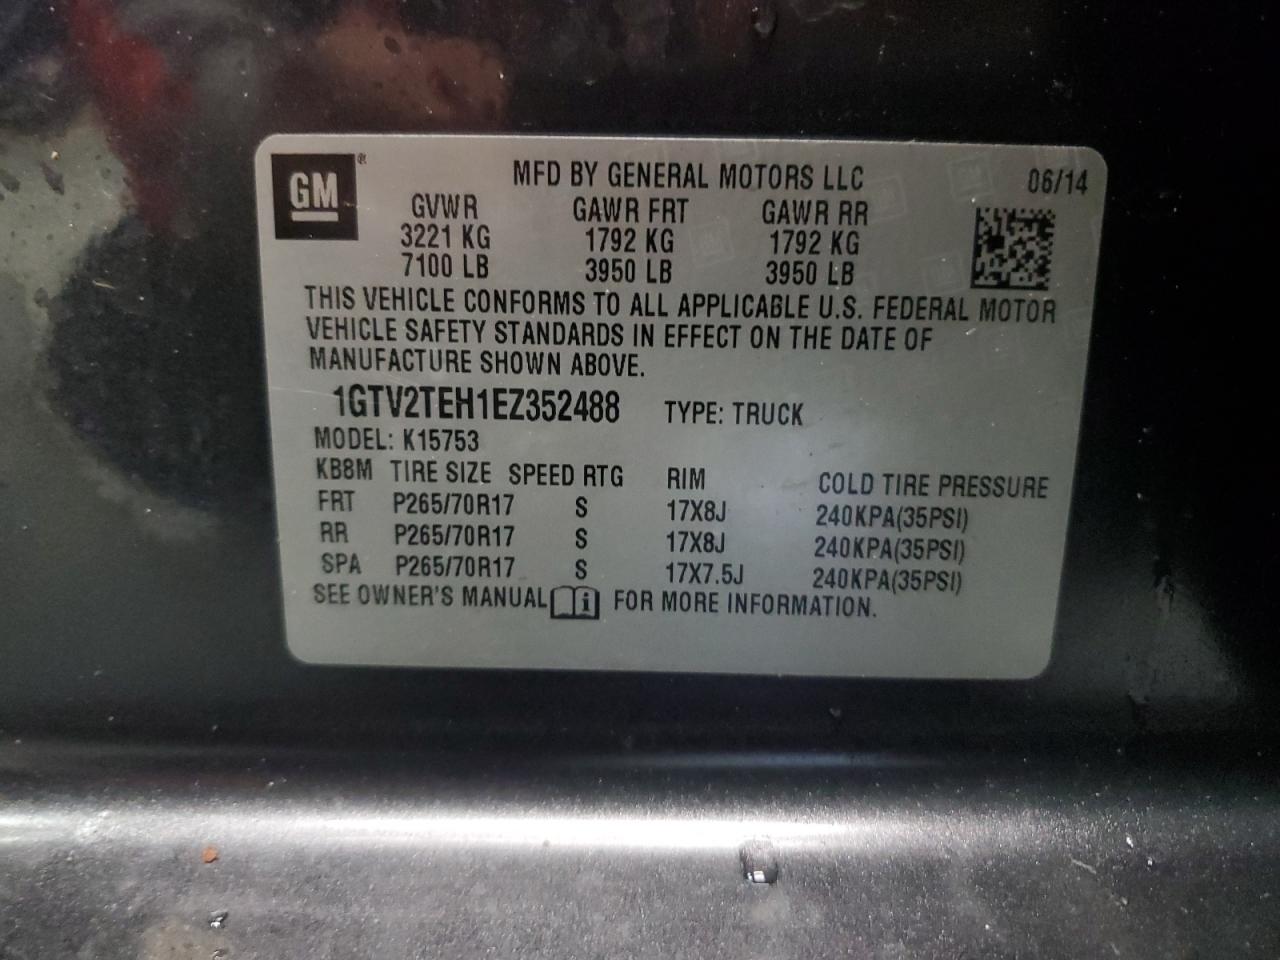 GM®
MFD BY GENERAL MOTORS LLC 06/14
GVWR GAWR FRT GAWR RR
3221 KG 1792 KG 1792 KG
7100 LB 3950 LB 3950 LB
THIS VEHICLE CONFORMS TO ALL APPLICABLE U.S. FEDERAL MOTOR
VEHICLE SAFETY STANDARDS IN EFFECT ON THE DATE OF
MANUFACTURE SHOWN ABOVE.
1GTV2TEH1EZ352488 TYPE: TRUCK
MODEL: K15753
KB8M TIRE SIZE SPEED RTG RIM COLD TIRE PRESSURE
FRT P265/70R17 S 17X8J 240KPA(35PSI)
RR P265/70R17 S 17X8J 240KPA(35PSI)
SPA P265/70R17 S 17X7.5J 240KPA(35PSI)
SEE OWNER'S MANUAL i FOR MORE INFORMATION.